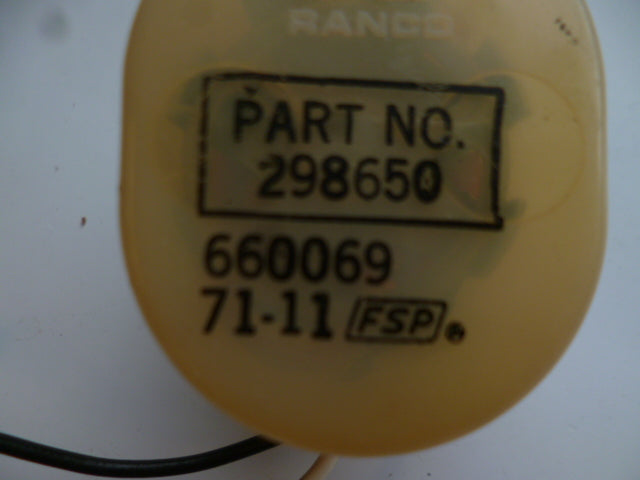 RANCO
PART NO.
298650
660069
71-11 FSP®